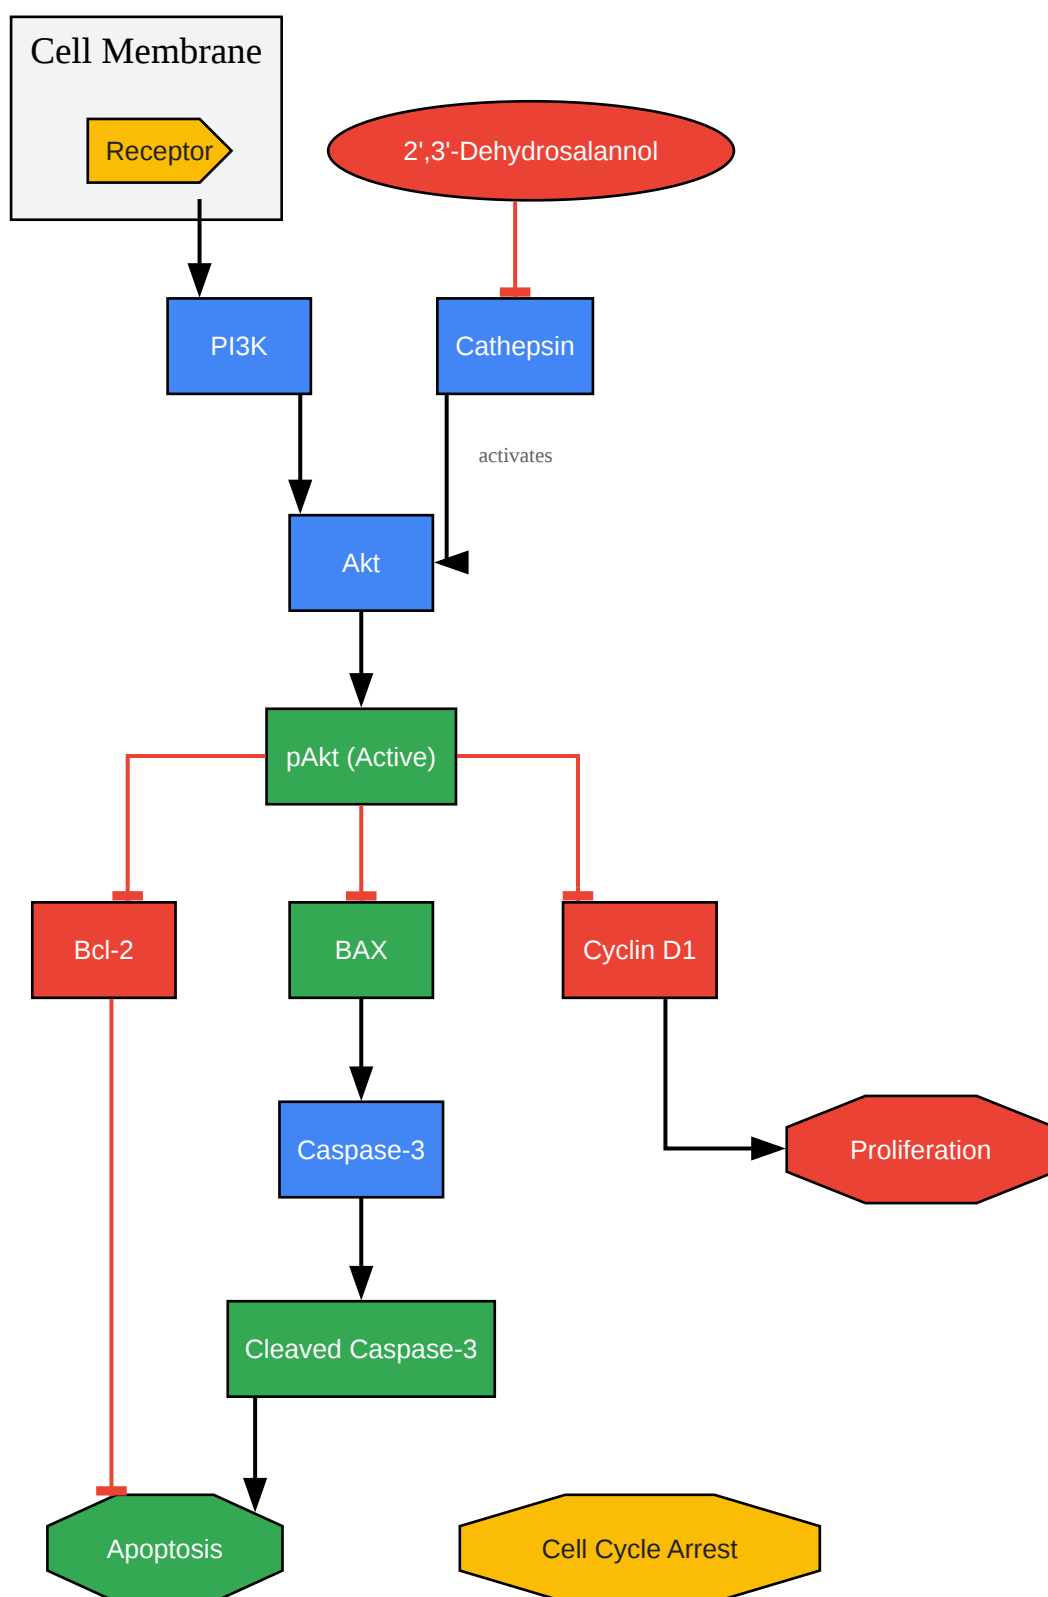 Cell Membrane
Receptor
2',3'-Dehydrosalannol
PI3K
Cathepsin
activates
Akt
pAkt (Active)
Bcl-2
BAX
Cyclin D1
Caspase-3
Proliferation
Cleaved Caspase-3
Apoptosis
Cell Cycle Arrest